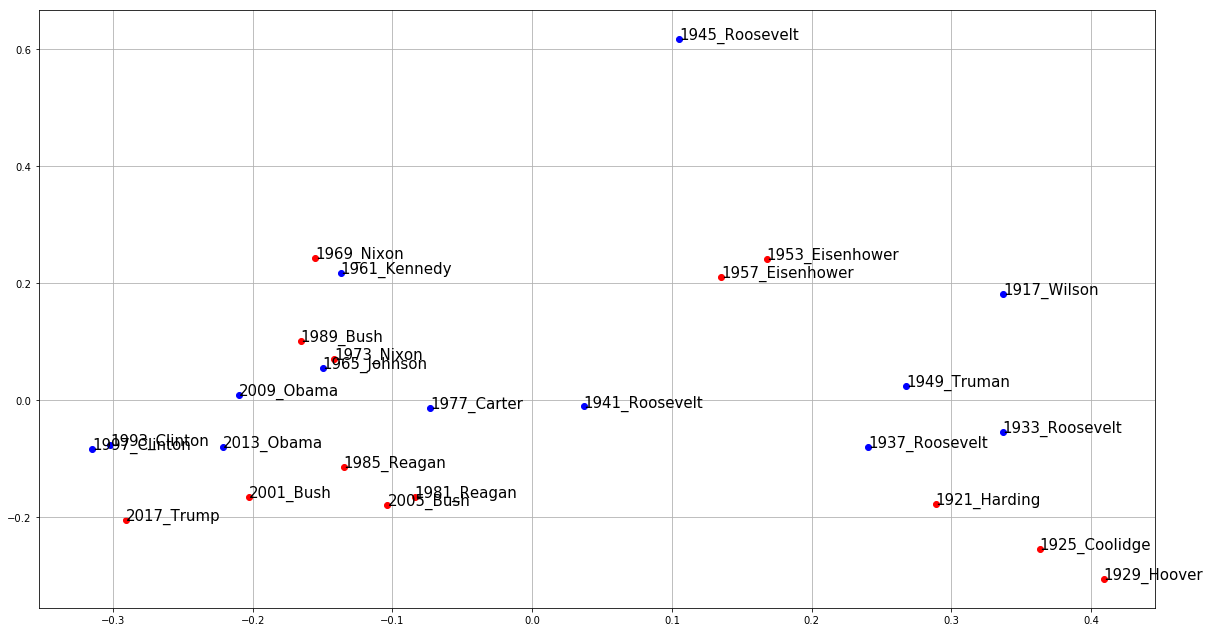 1945_Roosevelt
0.6
0.4
1969_Nixon
1953_Eisenhower
1961_Kennedy
1957_Eisenhower
0.2
1917_Wilson
1989_Bush
1973_Nixon
1965_Johnson
2009_Obama
1949_Truman
0.0
1977_Carter
1941_Roosevelt
1933_Roosevelt
1993_Clinton
1997_Clinton
2013_Obama
1937_Roosevelt
1985_Reagan
2001_Bush
1981_Reagan
2005_Bush
1921_Harding
−0.2
2017_Trump
1925_Coolidge
1929_Hoover
−0.3 −0.2 −0.1 0.0 0.1 0.2 0.3 0.4